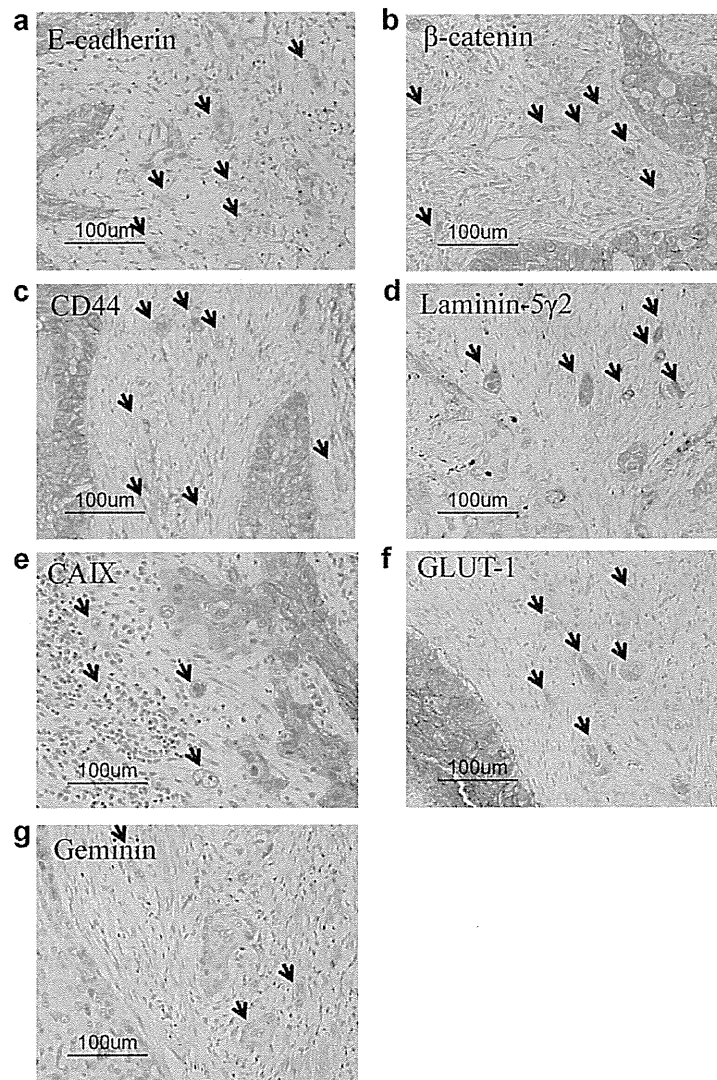 a
E-cadherin
100um
b
β-catenin
100um
c
CD44
100um
d
Laminin-5γ2
100um
e
CAIX
100um
f
GLUT-1
100um
g
Geminin
100um